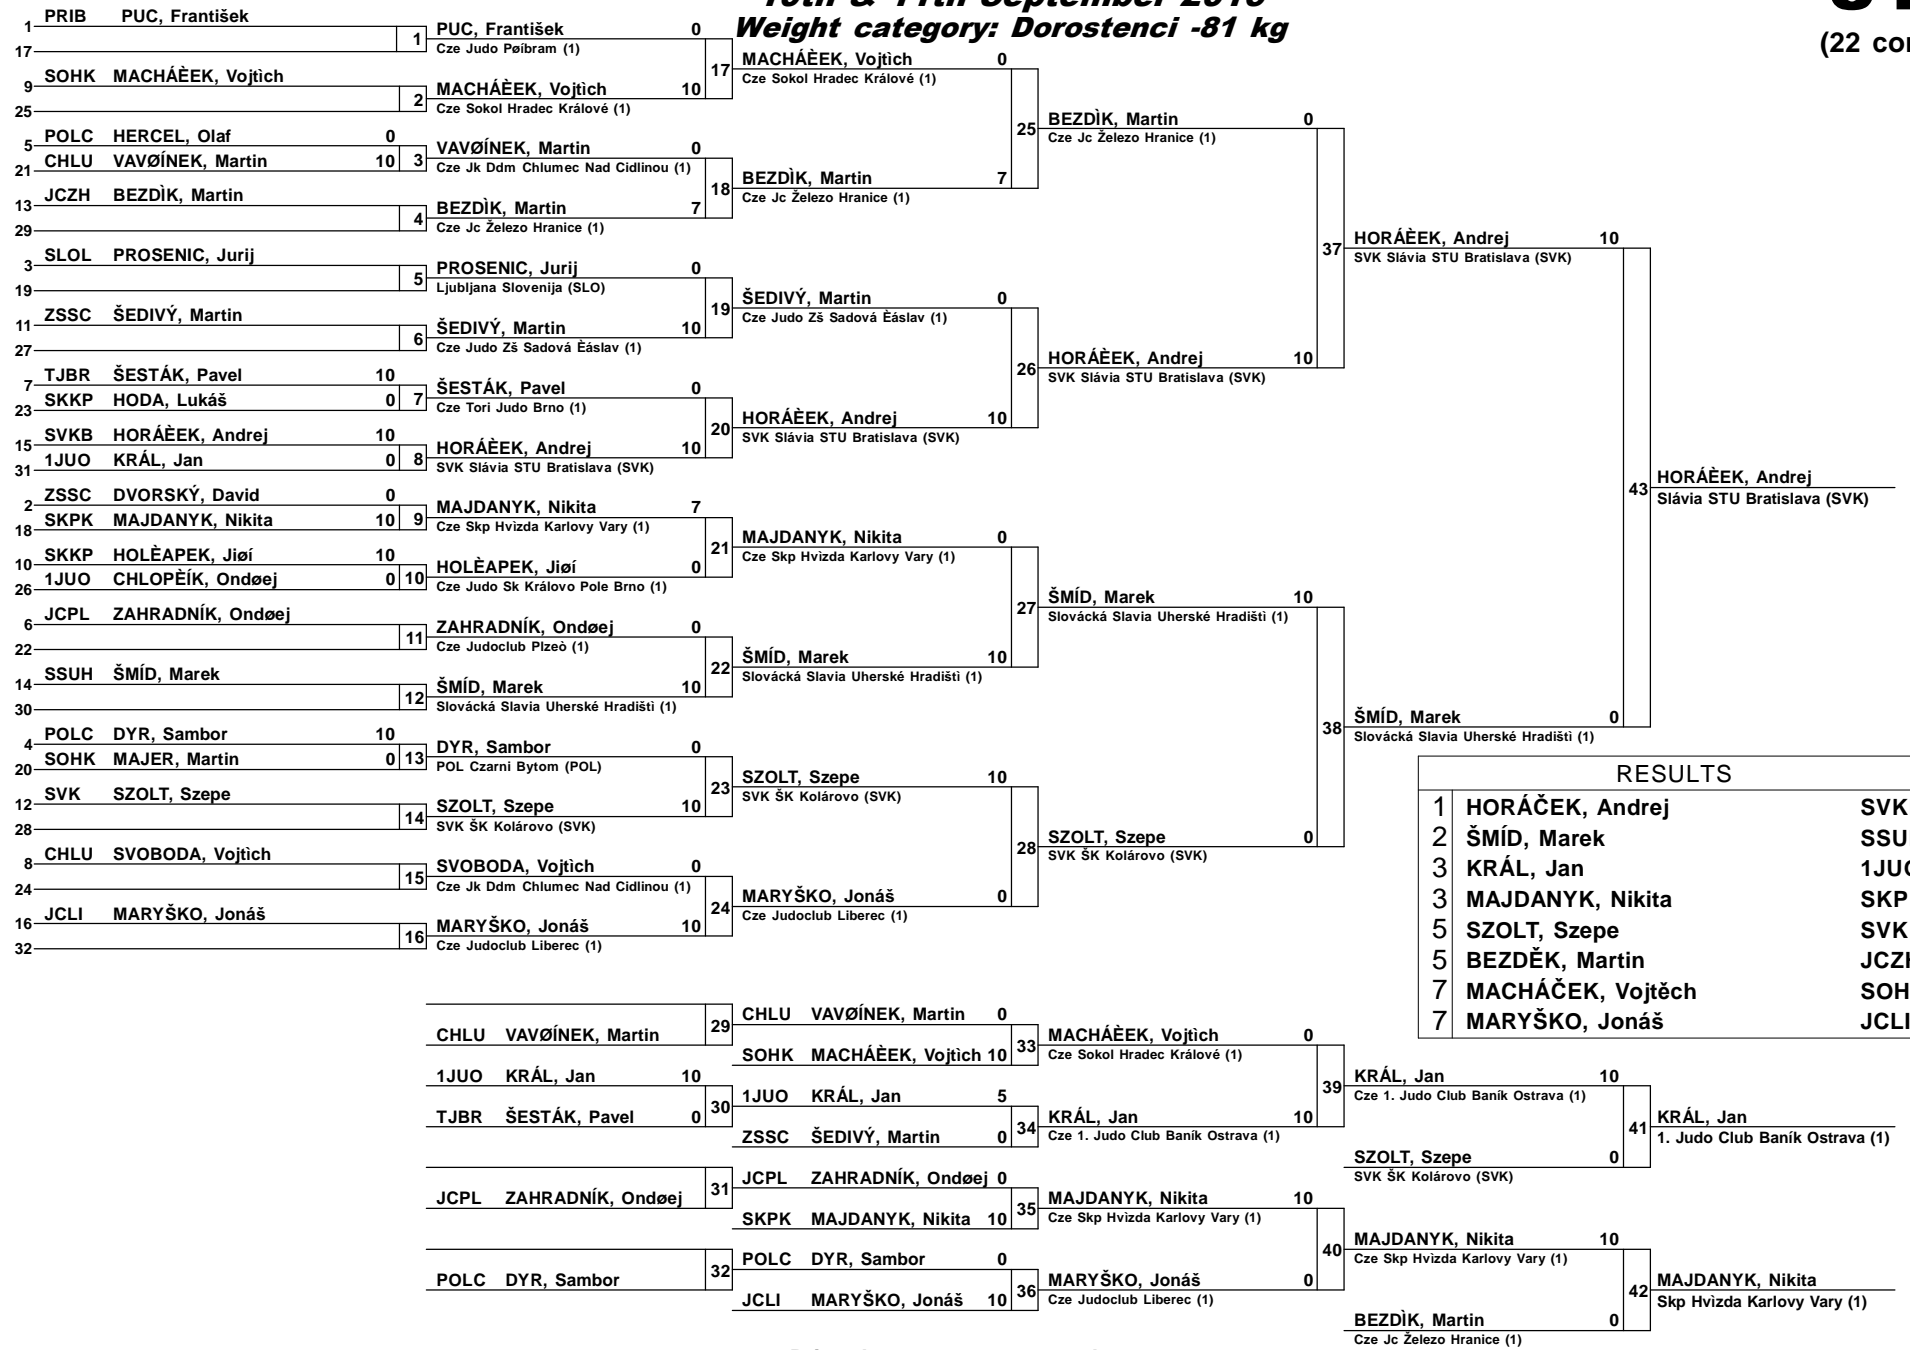 Weight category: Dorostenci -81 kg
(22
1 PRIB PUC, František
17
1
9 SOHK MACHÁÈEK, Vojtìch
25
2
5 POLC HERCEL, Olaf 0
21 CHLU VAVØÍNEK, Martin 10
3
13 JCZH BEZDÌK, Martin
29
4
3 SLOL PROSENIC, Jurij
19
5
11 ZSSC ŠEDIVÝ, Martin
27
6
7 TJBR ŠESTÁK, Pavel 10
23 SKKP HODA, Lukáš 0
7
15 SVKB HORÁÈEK, Andrej 10
31 1JUO KRÁL, Jan 0
8
2 ZSSC DVORSKÝ, David 0
18 SKPK MAJDANYK, Nikita 10
9
10 SKKP HOLÈAPEK, Jiøí 10
26 1JUO CHLOPÈÍK, Ondøej 0
10
6 JCPL ZAHRADNÍK, Ondøej
22
11
14 SSUH ŠMÍD, Marek
30
12
4 POLC DYR, Sambor 10
20 SOHK MAJER, Martin 0
13
12 SVK SZOLT, Szepe
28
14
8 CHLU SVOBODA, Vojtìch
24
15
16 JCLI MARYŠKO, Jonáš
32
16
PUC, František 0
Cze Judo Pøíbram (1)
17
MACHÁÈEK, Vojtìch 10
Cze Sokol Hradec Králové (1)
VAVØÍNEK, Martin 0
Cze Jk Ddm Chlumec Nad Cidlinou (1)
18
BEZDÌK, Martin 7
Cze Jc Železo Hranice (1)
PROSENIC, Jurij 0
Ljubljana Slovenija (SLO)
19
ŠEDIVÝ, Martin 10
Cze Judo Zš Sadová Èáslav (1)
ŠESTÁK, Pavel 0
Cze Tori Judo Brno (1)
20
HORÁÈEK, Andrej 10
SVK Slávia STU Bratislava (SVK)
MAJDANYK, Nikita 7
Cze Skp Hvìzda Karlovy Vary (1)
21
HOLÈAPEK, Jiøí 0
Cze Judo Sk Královo Pole Brno (1)
ZAHRADNÍK, Ondøej 0
Cze Judoclub Plzeò (1)
22
ŠMÍD, Marek 10
Slovácká Slavia Uherské Hradištì (1)
DYR, Sambor 0
POL Czarni Bytom (POL)
23
SZOLT, Szepe 10
SVK ŠK Kolárovo (SVK)
SVOBODA, Vojtìch 0
Cze Jk Ddm Chlumec Nad Cidlinou (1)
24
MARYŠKO, Jonáš 10
Cze Judoclub Liberec (1)
MACHÁÈEK, Vojtìch 0
Cze Sokol Hradec Králové (1)
25
BEZDÌK, Martin 7
Cze Jc Železo Hranice (1)
ŠEDIVÝ, Martin 0
Cze Judo Zš Sadová Èáslav (1)
26
HORÁÈEK, Andrej 10
SVK Slávia STU Bratislava (SVK)
MAJDANYK, Nikita 0
Cze Skp Hvìzda Karlovy Vary (1)
27
ŠMÍD, Marek 10
Slovácká Slavia Uherské Hradištì (1)
SZOLT, Szepe 10
SVK ŠK Kolárovo (SVK)
28
MARYŠKO, Jonáš 0
Cze Judoclub Liberec (1)
BEZDÌK, Martin 0
Cze Jc Železo Hranice (1)
37
HORÁÈEK, Andrej 10
SVK Slávia STU Bratislava (SVK)
ŠMÍD, Marek 10
Slovácká Slavia Uherské Hradištì (1)
38
SZOLT, Szepe 0
SVK ŠK Kolárovo (SVK)
HORÁÈEK, Andrej 10
SVK Slávia STU Bratislava (SVK)
43
ŠMÍD, Marek 0
Slovácká Slavia Uherské Hradištì (1)
HORÁÈEK, Andrej
Slávia STU Bratislava (SVK)
RESULTS
1 HORÁČEK, Andrej SVK
2 ŠMÍD, Marek SSU
3 KRÁL, Jan 1JUO
3 MAJDANYK, Nikita SKP
5 SZOLT, Szepe SVK
5 BEZDĚK, Martin JCZH
7 MACHÁČEK, Vojtěch SOH
7 MARYŠKO, Jonáš JCLI
CHLU VAVØÍNEK, Martin
29
1JUO KRÁL, Jan 10
TJBR ŠESTÁK, Pavel 0
30
JCPL ZAHRADNÍK, Ondøej
31
POLC DYR, Sambor
32
CHLU VAVØÍNEK, Martin 0
SOHK MACHÁÈEK, Vojtìch 10
33
1JUO KRÁL, Jan 5
ZSSC ŠEDIVÝ, Martin 0
34
JCPL ZAHRADNÍK, Ondøej 0
SKPK MAJDANYK, Nikita 10
35
POLC DYR, Sambor 0
JCLI MARYŠKO, Jonáš 10
36
MACHÁÈEK, Vojtìch 0
Cze Sokol Hradec Králové (1)
39
KRÁL, Jan 10
Cze 1. Judo Club Baník Ostrava (1)
MAJDANYK, Nikita 10
Cze Skp Hvìzda Karlovy Vary (1)
40
MARYŠKO, Jonáš 0
Cze Judoclub Liberec (1)
KRÁL, Jan 10
Cze 1. Judo Club Baník Ostrava (1)
41
SZOLT, Szepe 0
SVK ŠK Kolárovo (SVK)
MAJDANYK, Nikita 10
Cze Skp Hvìzda Karlovy Vary (1)
42
BEZDÌK, Martin 0
Cze Jc Železo Hranice (1)
KRÁL, Jan
1. Judo Club Baník Ostrava (1)
MAJDANYK, Nikita
Skp Hvìzda Karlovy Vary (1)